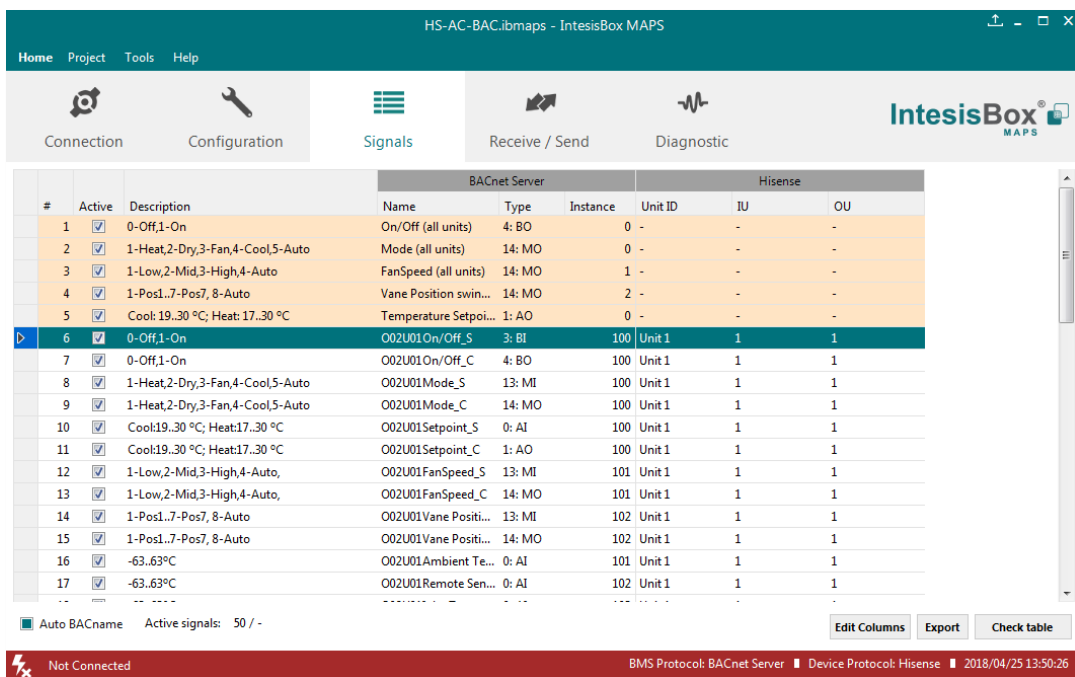 HS-AC-BAC.ibmaps - IntesisBox MAPS
Home Project Tools Help
Connection Configuration Signals Receive / Send Diagnostic
IntesisBox®
MAPS
BACnet Server Hisense
# Active Description Name Type Instance Unit ID IU OU
1 0-Off,1-On On/Off (all units) 4: BO 0 - - -
2 1-Heat,2-Dry,3-Fan,4-Cool,5-Auto Mode (all units) 14: MO 0 - - -
3 1-Low,2-Mid,3-High,4-Auto FanSpeed (all units) 14: MO 1 - - -
4 1-Pos1..7-Pos7, 8-Auto Vane Position swin... 14: MO 2 - - -
5 Cool: 19..30 ºC; Heat: 17..30 ºC Temperature Setpoi... 1: AO 0 - - -
6 0-Off,1-On O02U01On/Off_S 3: BI 100 Unit 1 1 1
7 0-Off,1-On O02U01On/Off_C 4: BO 100 Unit 1 1 1
8 1-Heat,2-Dry,3-Fan,4-Cool,5-Auto O02U01Mode_S 13: MI 100 Unit 1 1 1
9 1-Heat,2-Dry,3-Fan,4-Cool,5-Auto O02U01Mode_C 14: MO 100 Unit 1 1 1
10 Cool:19..30 ºC; Heat:17..30 ºC O02U01Setpoint_S 0: AI 100 Unit 1 1 1
11 Cool:19..30 ºC; Heat:17..30 ºC O02U01Setpoint_C 1: AO 100 Unit 1 1 1
12 1-Low,2-Mid,3-High,4-Auto, O02U01FanSpeed_S 13: MI 101 Unit 1 1 1
13 1-Low,2-Mid,3-High,4-Auto, O02U01FanSpeed_C 14: MO 101 Unit 1 1 1
14 1-Pos1..7-Pos7, 8-Auto O02U01Vane Positi... 13: MI 102 Unit 1 1 1
15 1-Pos1..7-Pos7, 8-Auto O02U01Vane Positi... 14: MO 102 Unit 1 1 1
16 -63..63ºC O02U01Ambient Te... 0: AI 101 Unit 1 1 1
17 -63..63ºC O02U01Remote Sen... 0: AI 102 Unit 1 1 1
Auto BACname Active signals: 50 / - Edit Columns Export Check table
Not Connected BMS Protocol: BACnet Server Device Protocol: Hisense 2018/04/25 13:50:26